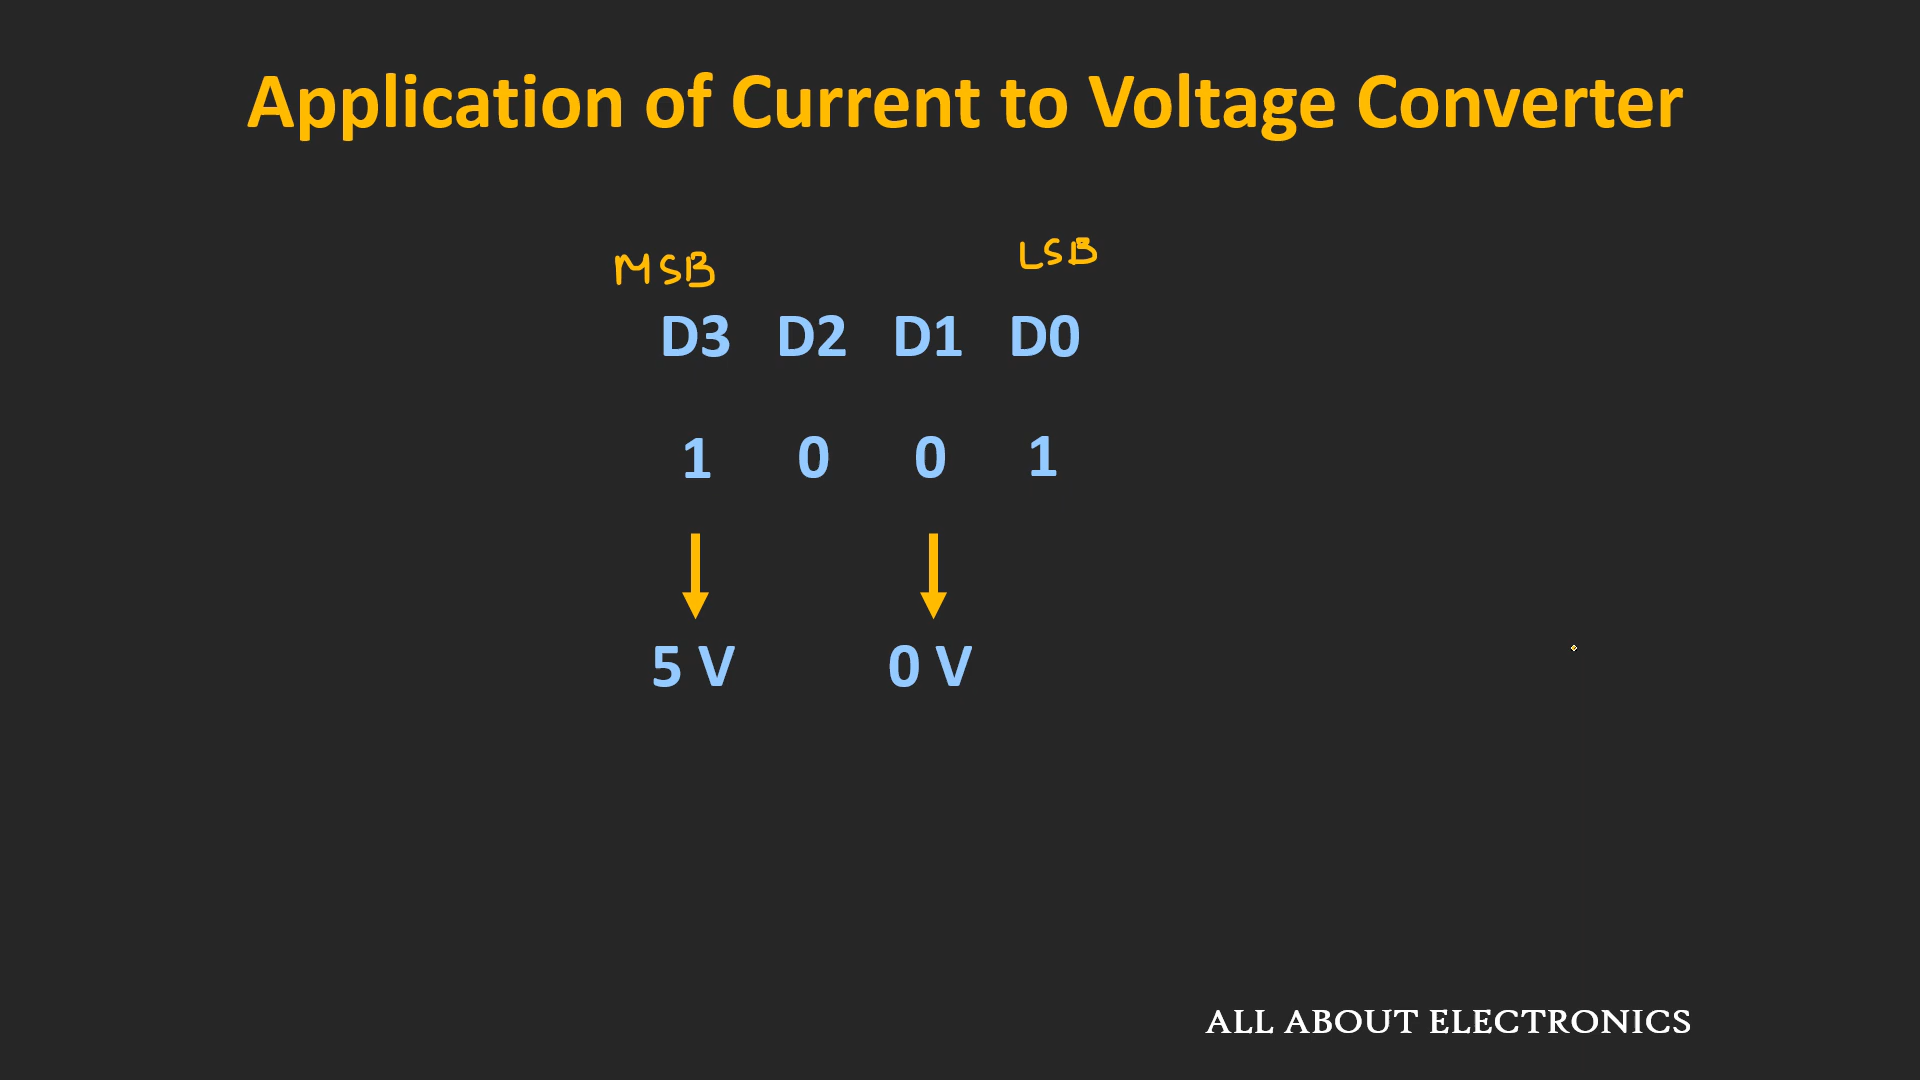 Application of Current to Voltage Converter
MSB LSB
D3 D2 D1 D0
1 0 0 1
5 V 0 V
ALL ABOUT ELECTRONICS